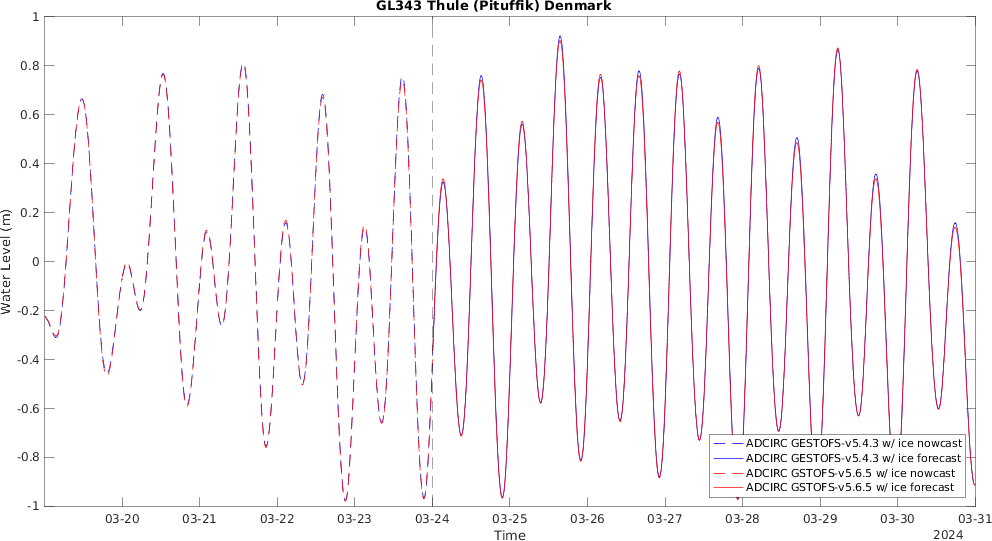 GL343 Thule (Pituffik) Denmark
1
0.8
0.6
0.4
0.2
0
-0.2
-0.4
-0.6
-0.8
-1
Water Level (m)
ADCIRC GESTOFS-v5.4.3 w/ ice nowcast
ADCIRC GESTOFS-v5.4.3 w/ ice forecast
ADCIRC GSTOFS-v5.6.5 w/ ice nowcast
ADCIRC GSTOFS-v5.6.5 w/ ice forecast
03-20 03-21 03-22 03-23 03-24 03-25 03-26 03-27 03-28 03-29 03-30 03-31
Time
2024